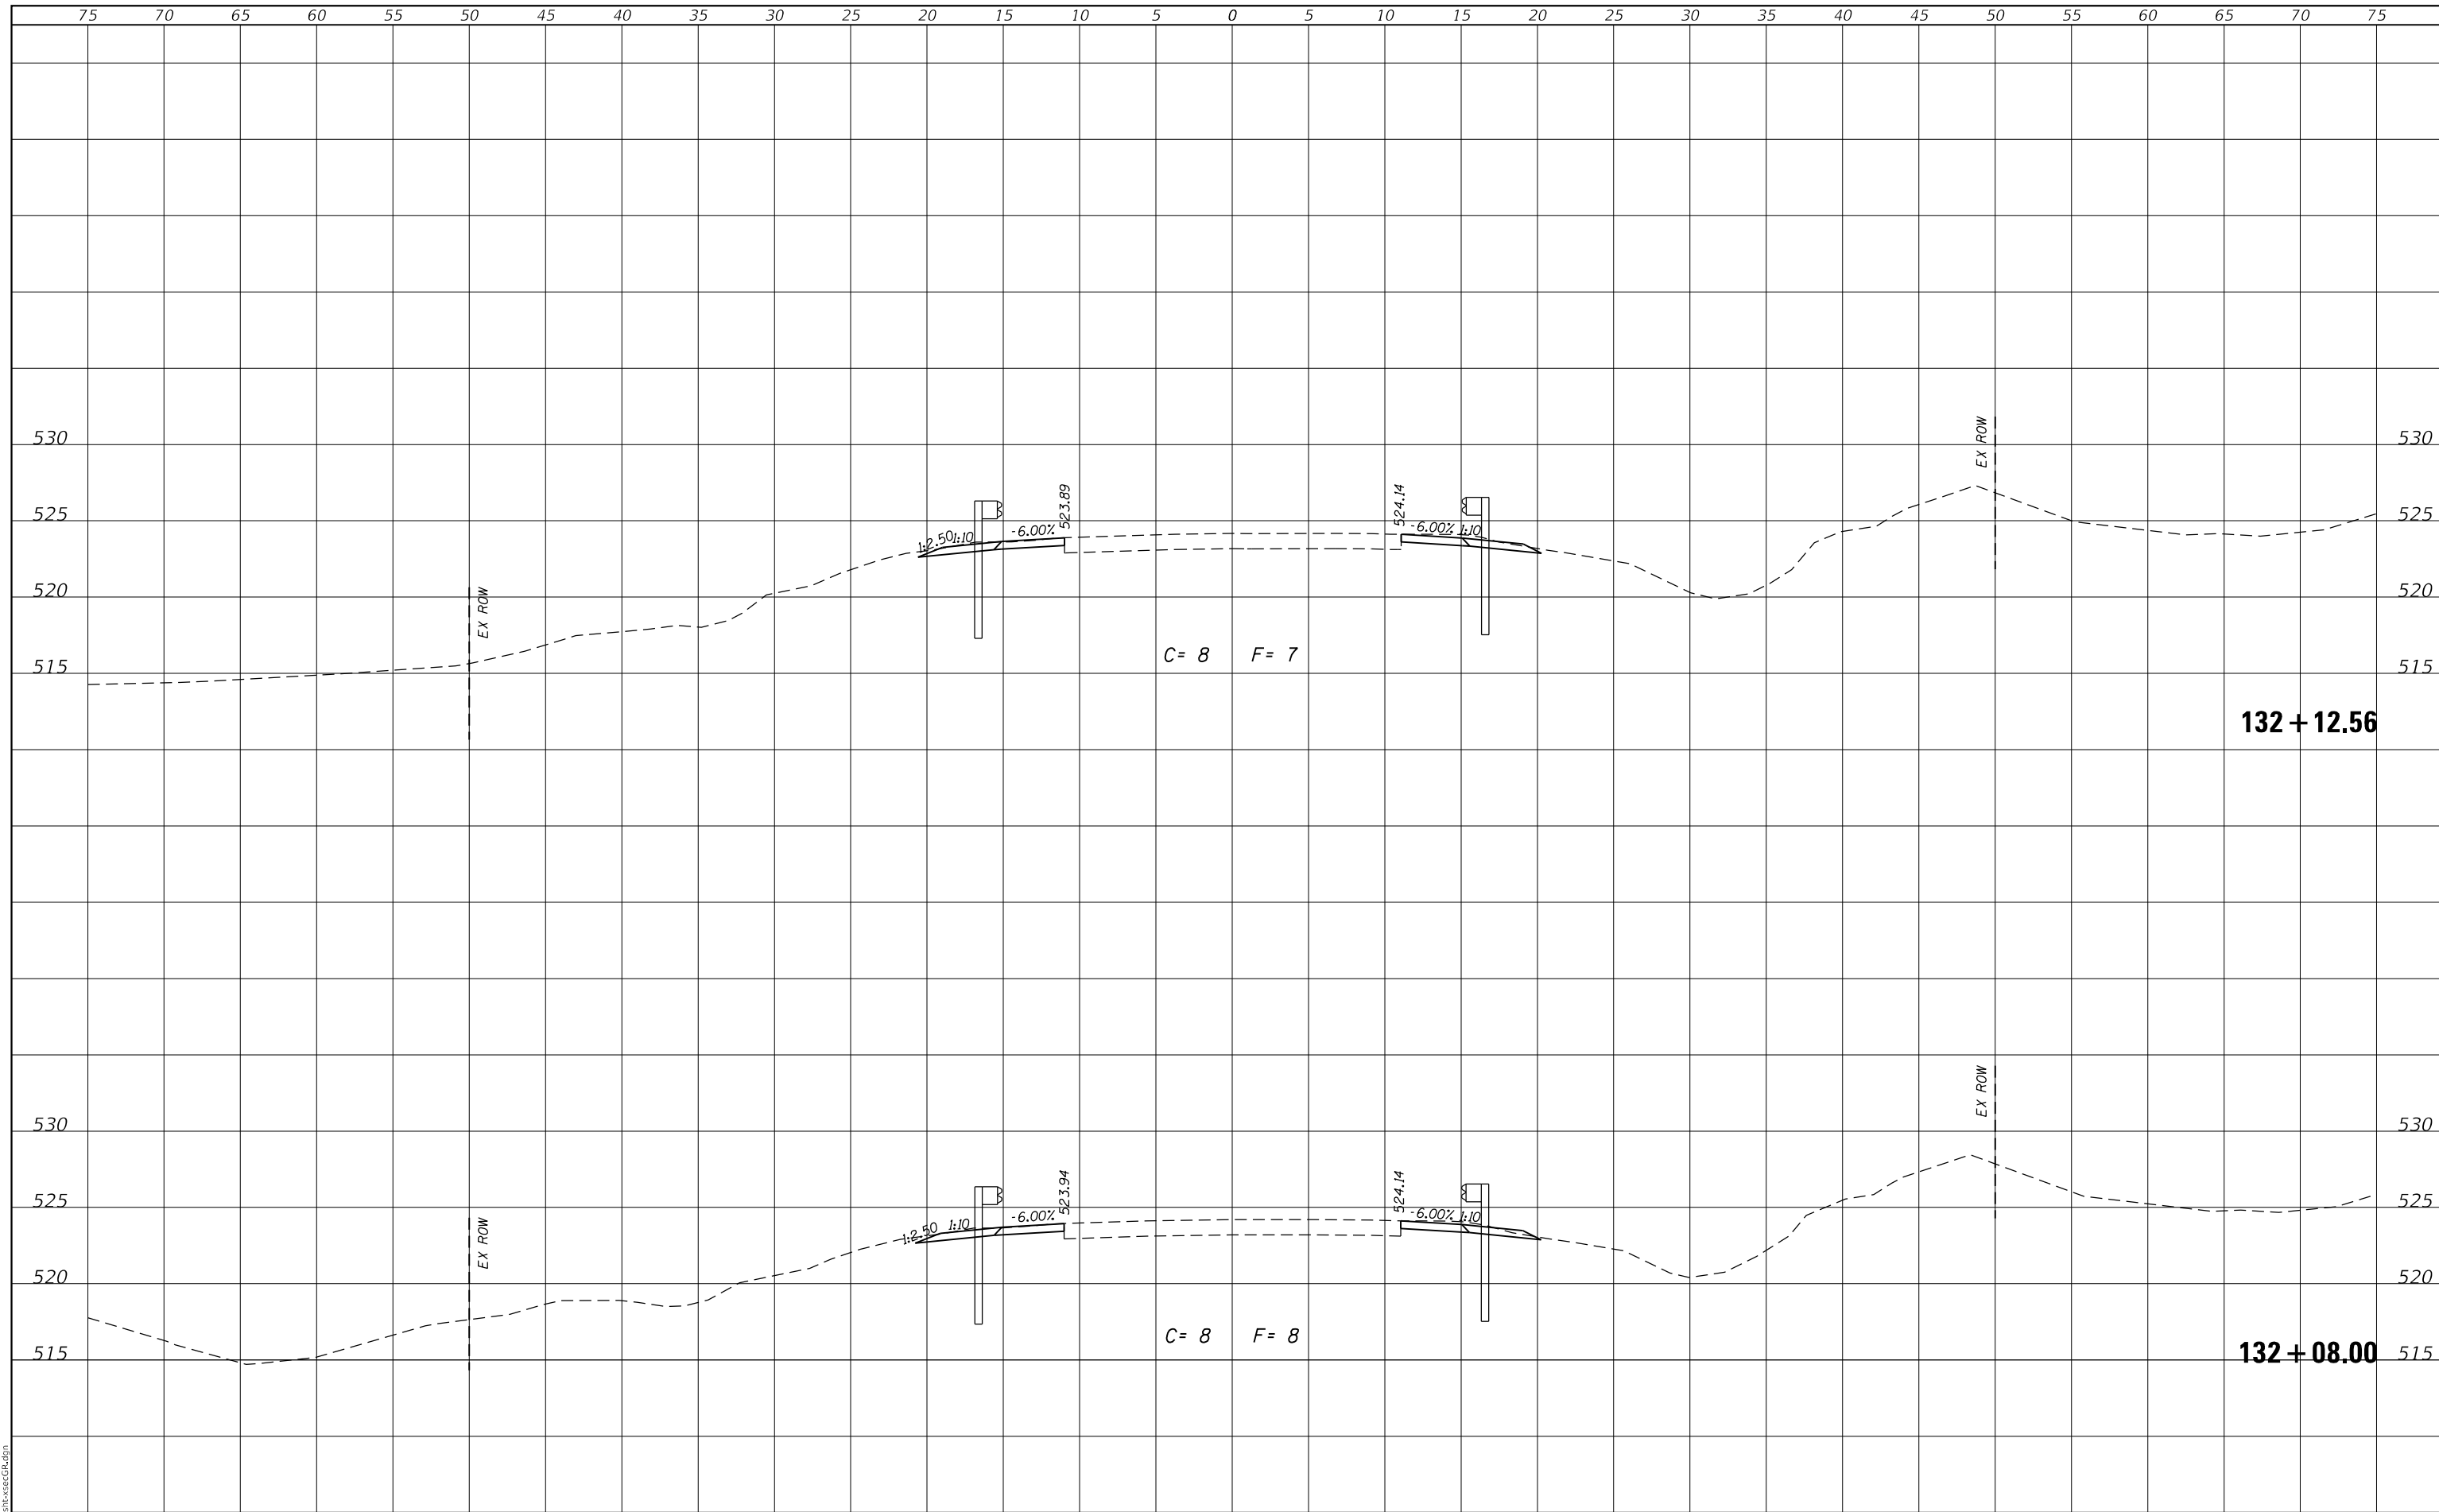 75 70 65 60 55 50 45 40 35 30 25 20 15 10 5 0 5 10 15 20 25 30 35 40 45 50 55 60 65 70 75
530 EX ROW 530
525 1:2.50 1:10 -6.00% 523.89 524.14 -6.00% 1:10 525
520 EX ROW 520
C= 8 F= 7
515 515
132+12.56
530 EX ROW 530
525 1:2.50 1:10 -6.00% 523.94 524.14 -6.00% 1:10 525
520 EX ROW 520
C= 8 F= 8
515 132+08.00 515
sht-xsecGR.dgn